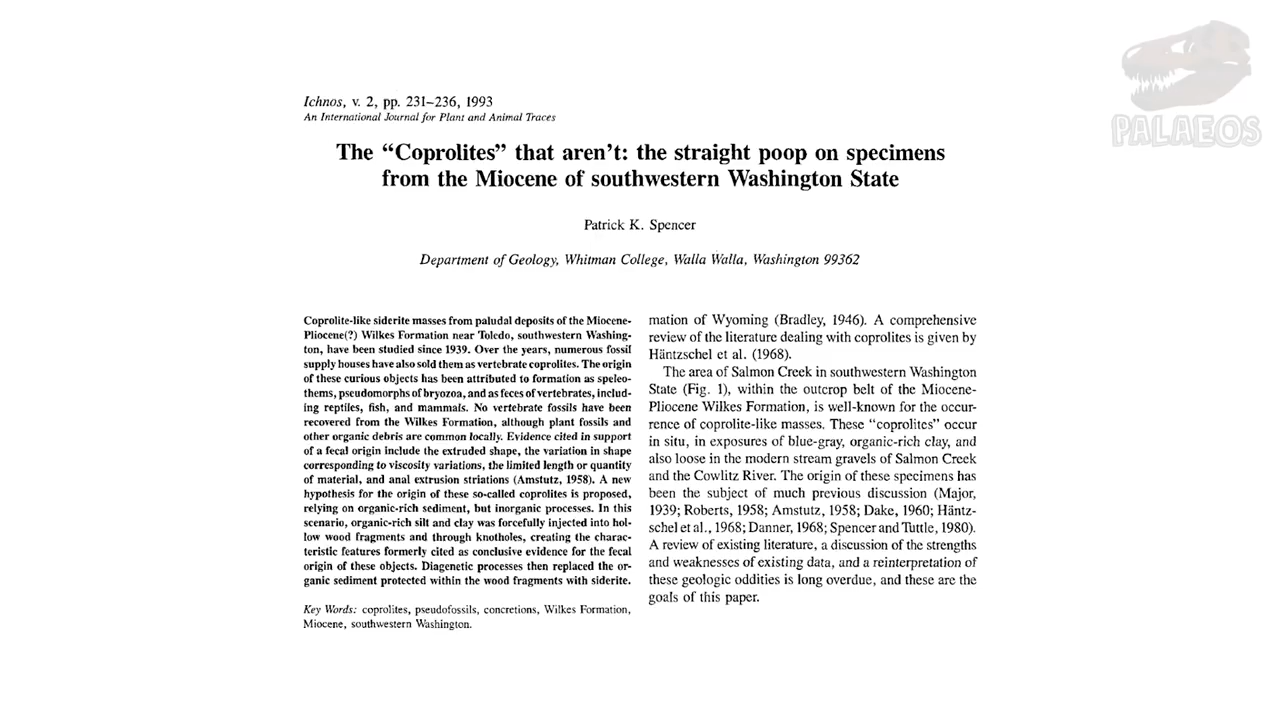 Ichnos, v. 2, pp. 231–236, 1993
An International Journal for Plant and Animal Traces
The “Coprolites” that aren’t: the straight poop on specimens
from the Miocene of southwestern Washington State
Patrick K. Spencer
Department of Geology, Whitman College, Walla Walla, Washington 99362
Coprolite-like siderite masses from paludal deposits of the Miocene-
Pliocene(?) Wilkes Formation near Toledo, southwestern Washing-
ton, have been studied since 1939. Over the years, numerous fossil
supply houses have also sold them as vertebrate coprolites. The origin
of these curious objects has been attributed to formation as speleo-
thems, pseudomorphs of bryozoa, and as feces of vertebrates, includ-
ing reptiles, fish, and mammals. No vertebrate fossils have been
recovered from the Wilkes Formation, although plant fossils and
other organic debris are common locally. Evidence cited in support
of a fecal origin include the extruded shape, the variation in shape
corresponding to viscosity variations, the limited length or quantity
of material, and anal extrusion striations (Amstutz, 1958). A new
hypothesis for the origin of these so-called coprolites is proposed,
relying on organic-rich sediment, but inorganic processes. In this
scenario, organic-rich silt and clay was forcefully injected into hol-
low wood fragments and through knotholes, creating the charac-
teristic features formerly cited as conclusive evidence for the fecal
origin of these objects. Diagenetic processes then replaced the or-
ganic sediment protected within the wood fragments with siderite.
Key Words: coprolites, pseudofossils, concretions, Wilkes Formation,
Miocene, southwestern Washington.
mation of Wyoming (Bradley, 1946). A comprehensive
review of the literature dealing with coprolites is given by
Häntzschel et al. (1968).
The area of Salmon Creek in southwestern Washington
State (Fig. 1), within the outcrop belt of the Miocene-
Pliocene Wilkes Formation, is well-known for the occur-
rence of coprolite-like masses. These “coprolites” occur
in situ, in exposures of blue-gray, organic-rich clay, and
also loose in the modern stream gravels of Salmon Creek
and the Cowlitz River. The origin of these specimens has
been the subject of much previous discussion (Major,
1939; Roberts, 1958; Amstutz, 1958; Dake, 1960; Häntz-
schel et al., 1968; Danner, 1968; Spencer and Tuttle, 1980).
A review of existing literature, a discussion of the strengths
and weaknesses of existing data, and a reinterpretation of
these geologic oddities is long overdue, and these are the
goals of this paper.
PALAEOS